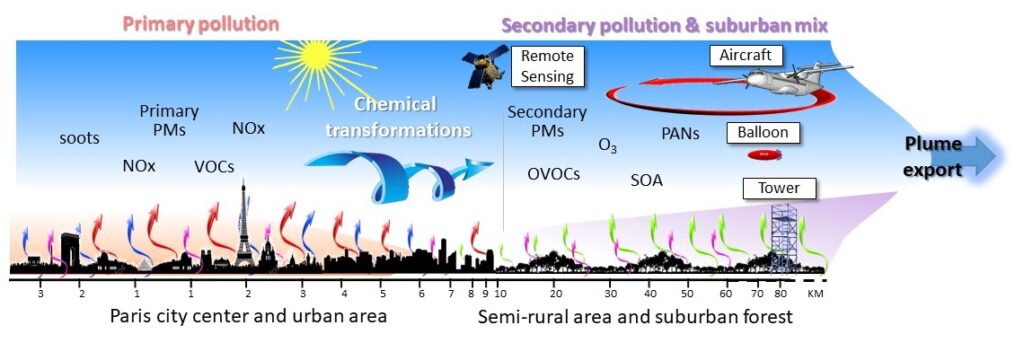 Primary pollution
Secondary pollution & suburban mix
Remote
Sensing
Aircraft
Chemical
transformations
Primary
PMs
NOx
soots
NOx
VOCs
Secondary
PMs
O3
PANs
Balloon
OVOCs
SOA
Tower
Plume
export
3 2 1 1 2 3 4 5 6 7 8 9 10 20 30 40 50 60 70 80 KM
Paris city center and urban area
Semi-rural area and suburban forest